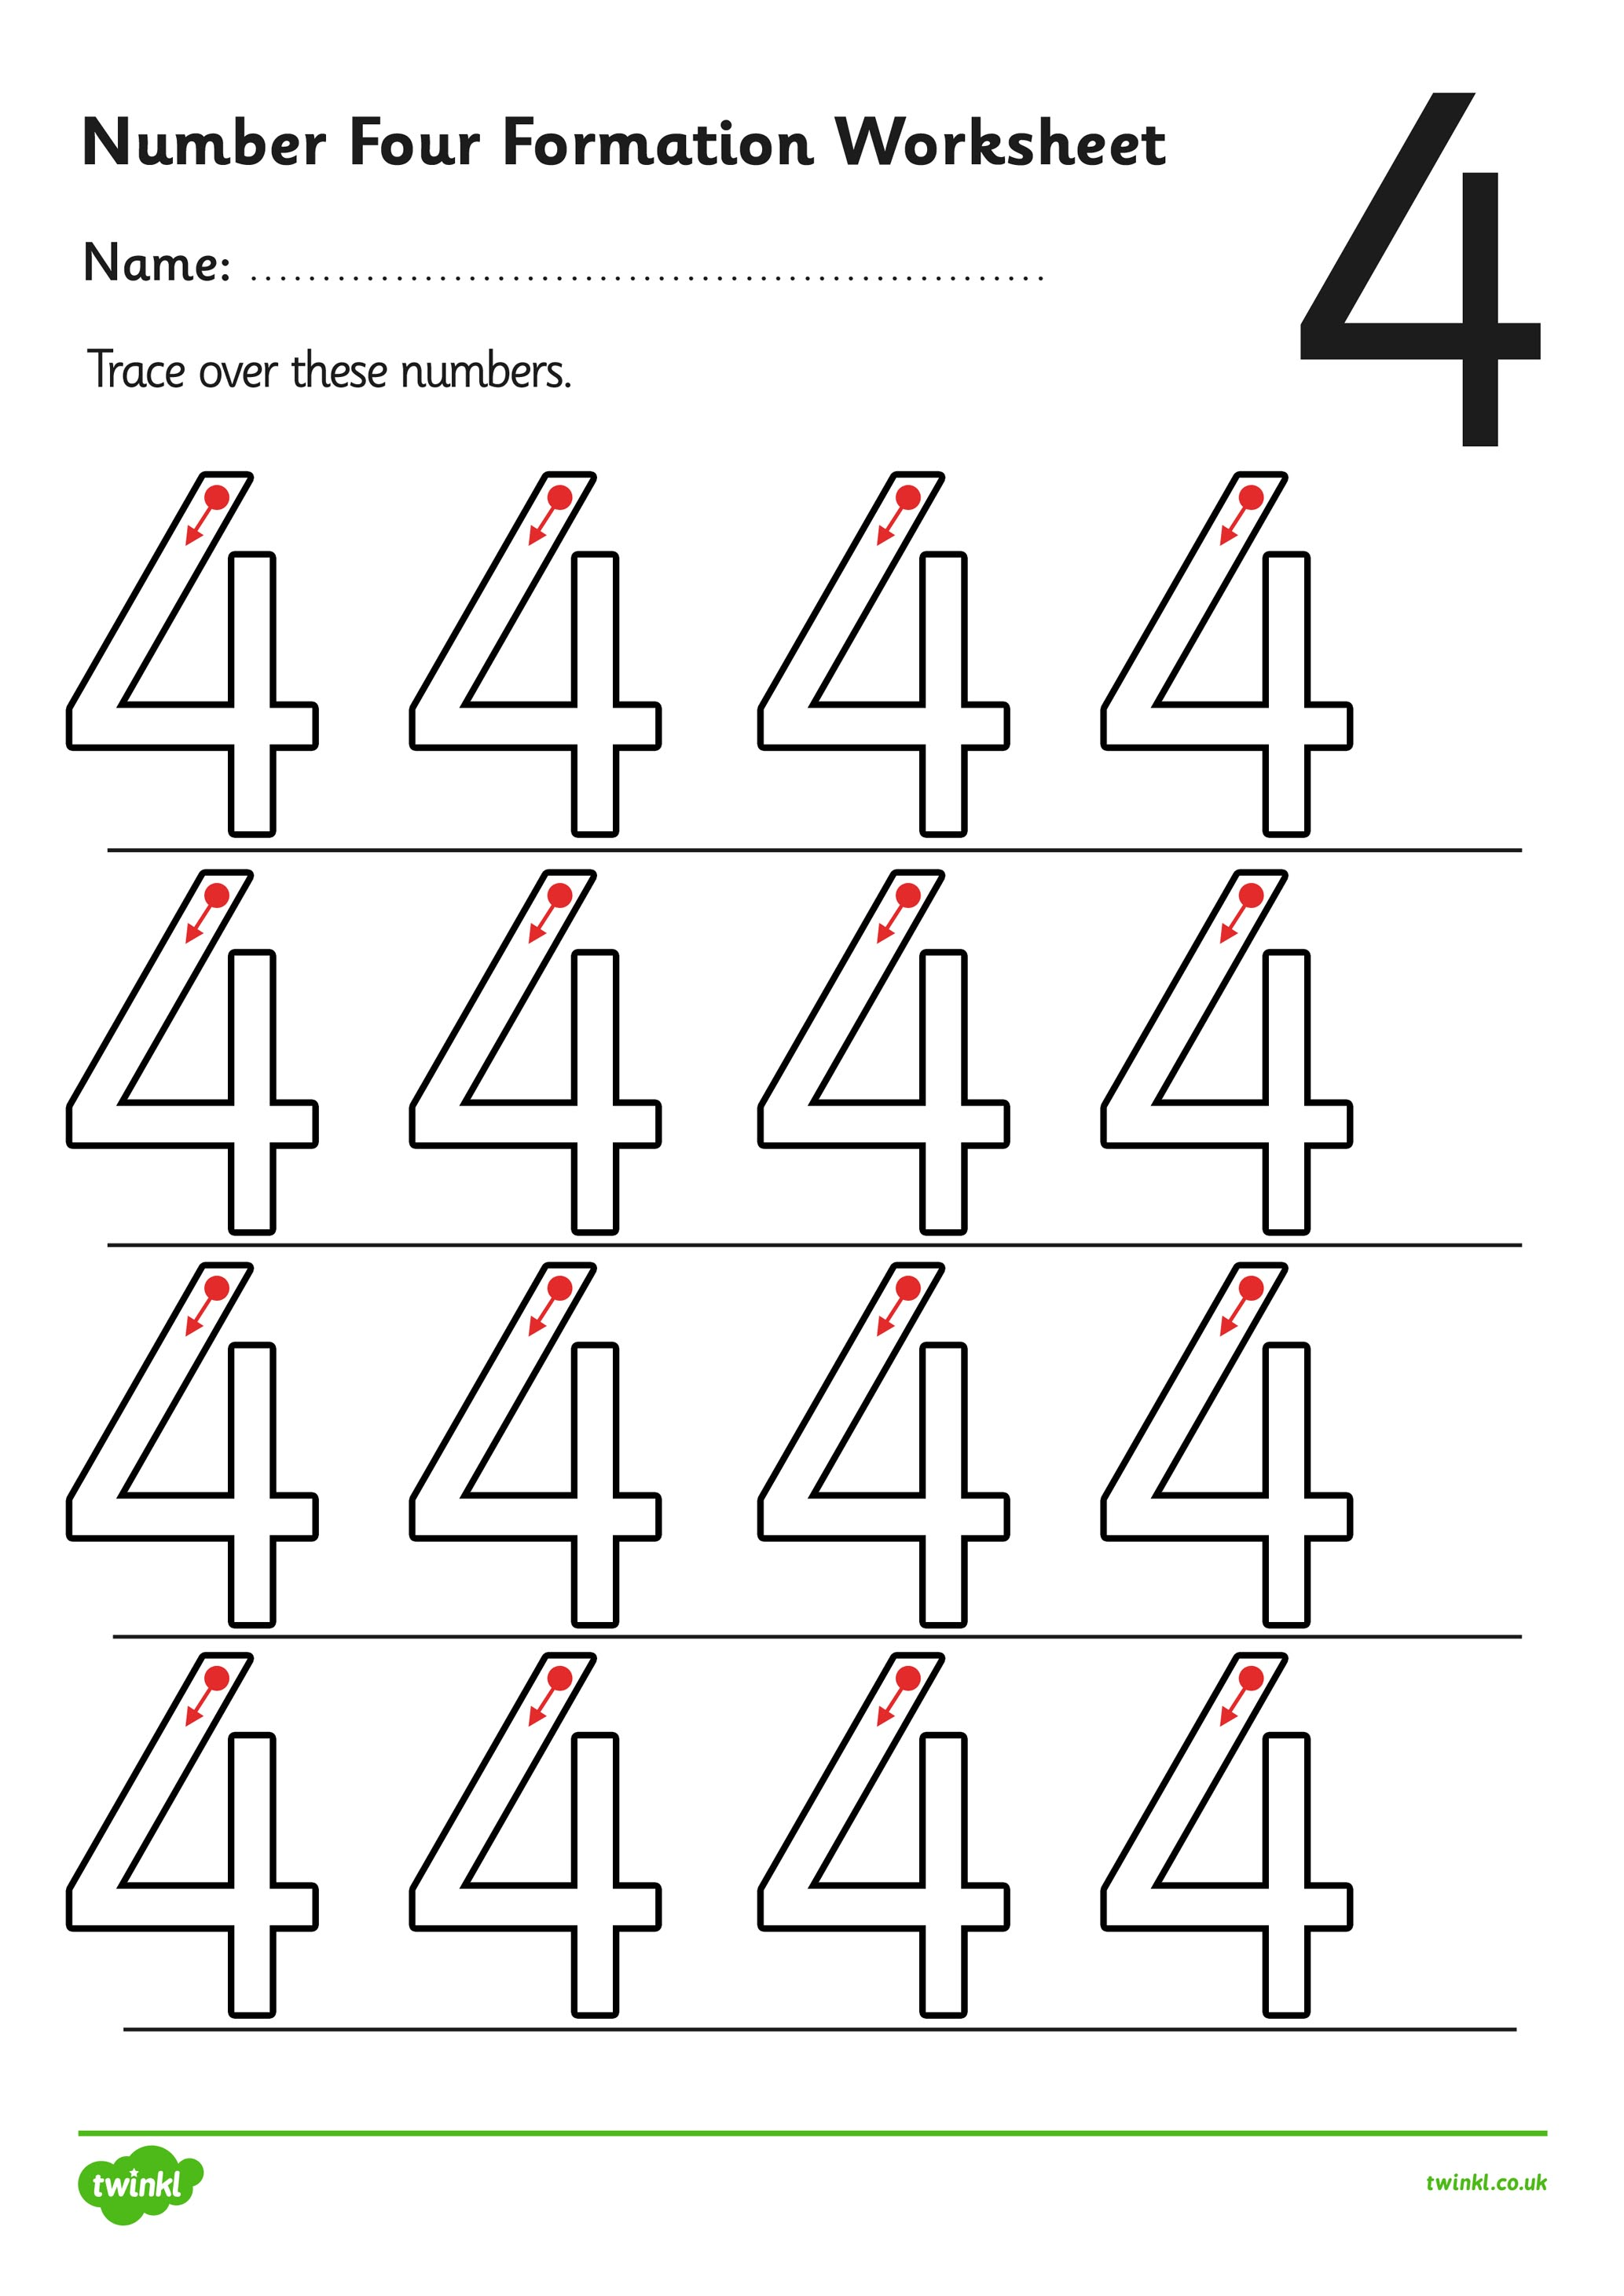 Number Four Formation Worksheet
4
Name: ......................................................
Trace over these numbers.
4 4 4 4
4 4 4 4
4 4 4 4
4 4 4 4
twinkl
twinkl.co.uk